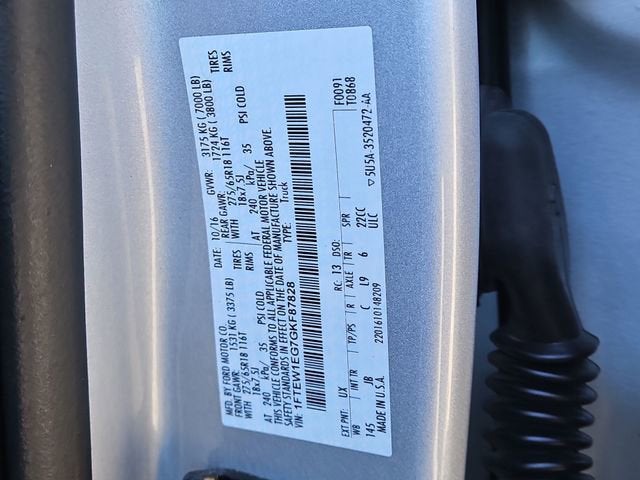 MFD. BY FORD MOTOR CO.
DATE: 10/16 GVWR: 3175 KG ( 7000 LB)
FRONT GAWR: 1531 KG ( 3375 LB) REAR GAWR: 1724 KG ( 3800 LB)
WITH 275/65R18 116T TIRES WITH 275/65R18 116T TIRES
18x7.5J RIMS 18x7.5J RIMS
AT 240 kPa/ 35 PSI COLD AT 240 kPa/ 35 PSI COLD
THIS VEHICLE CONFORMS TO ALL APPLICABLE FEDERAL MOTOR VEHICLE
SAFETY STANDARDS IN EFFECT ON THE DATE OF MANUFACTURE SHOWN ABOVE.
VIN: 1FTEW1EG7GKF87828 TYPE: Truck
F0091
T0868
EXT PNT: UX RC: 13 DSO:
WB INT TR TP/PS R AXLE TR SPR
145 JB C L9 6 22CC
ULC
MADE IN U.S.A. 2201610148209 ▽5U5A-3520472-AA